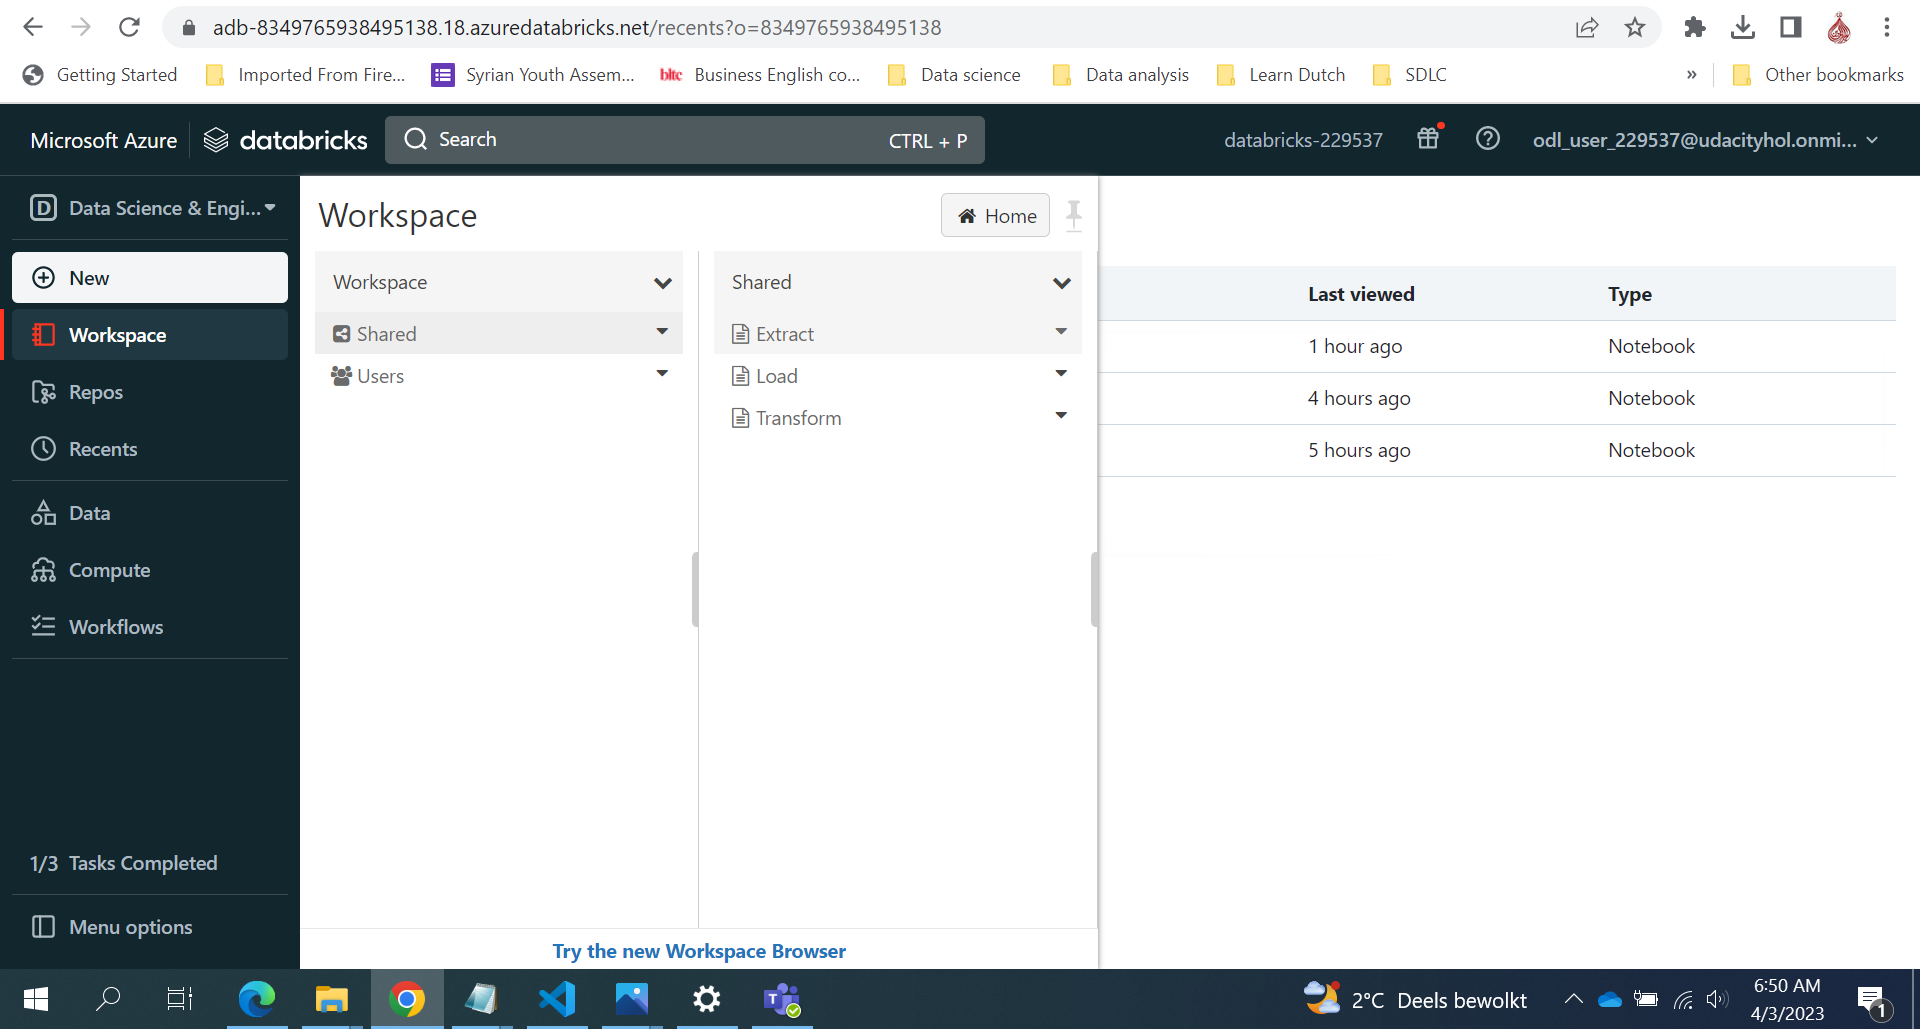 adb-8349765938495138.18.azuredatabricks.net/recents?o=8349765938495138
Getting Started
Imported From Fire...
Syrian Youth Assem...
bltc Business English co...
Data science
Data analysis
Learn Dutch
SDLC
»
Other bookmarks
Microsoft Azure
databricks
Search
CTRL + P
databricks-229537
odl_user_229537@udacityhol.onmi...
D Data Science & Engi...
New
Workspace
Repos
Recents
Data
Compute
Workflows
1/3 Tasks Completed
Menu options
Workspace
Home
Workspace
Shared
Users
Shared
Extract
Load
Transform
Try the new Workspace Browser
Last viewed Type
1 hour ago Notebook
4 hours ago Notebook
5 hours ago Notebook
2°C Deels bewolkt
6:50 AM
4/3/2023
1